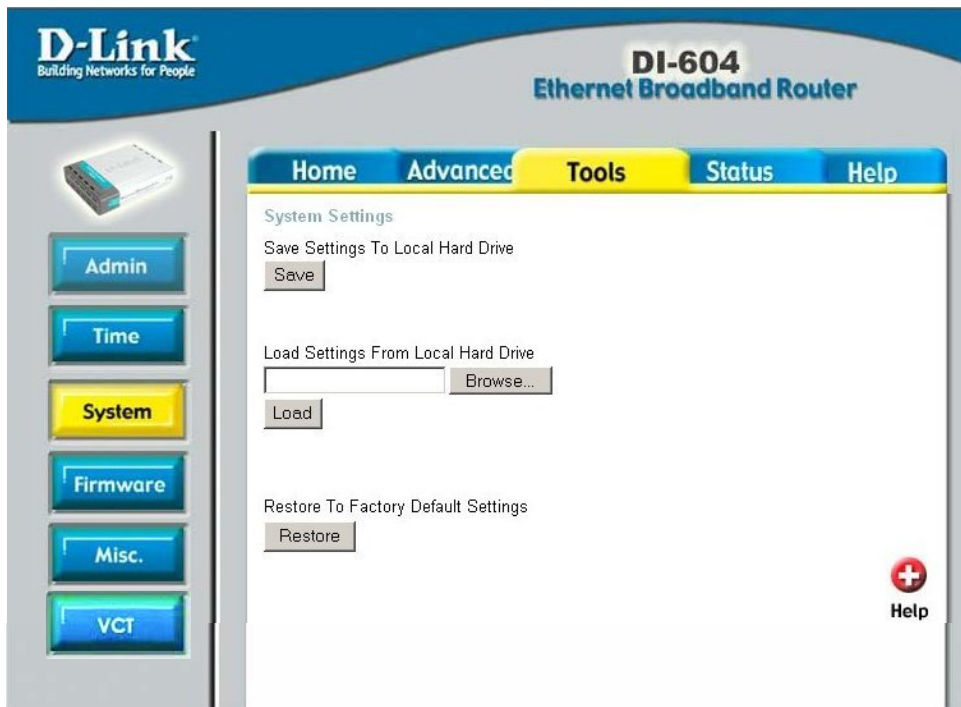 D-Link
Building Networks for People
DI-604
Ethernet Broadband Router
Home Advanced Tools Status Help
Admin
Time
System
Firmware
Misc.
VCT
System Settings
Save Settings To Local Hard Drive
Save
Load Settings From Local Hard Drive
Browse...
Load
Restore To Factory Default Settings
Restore
Help